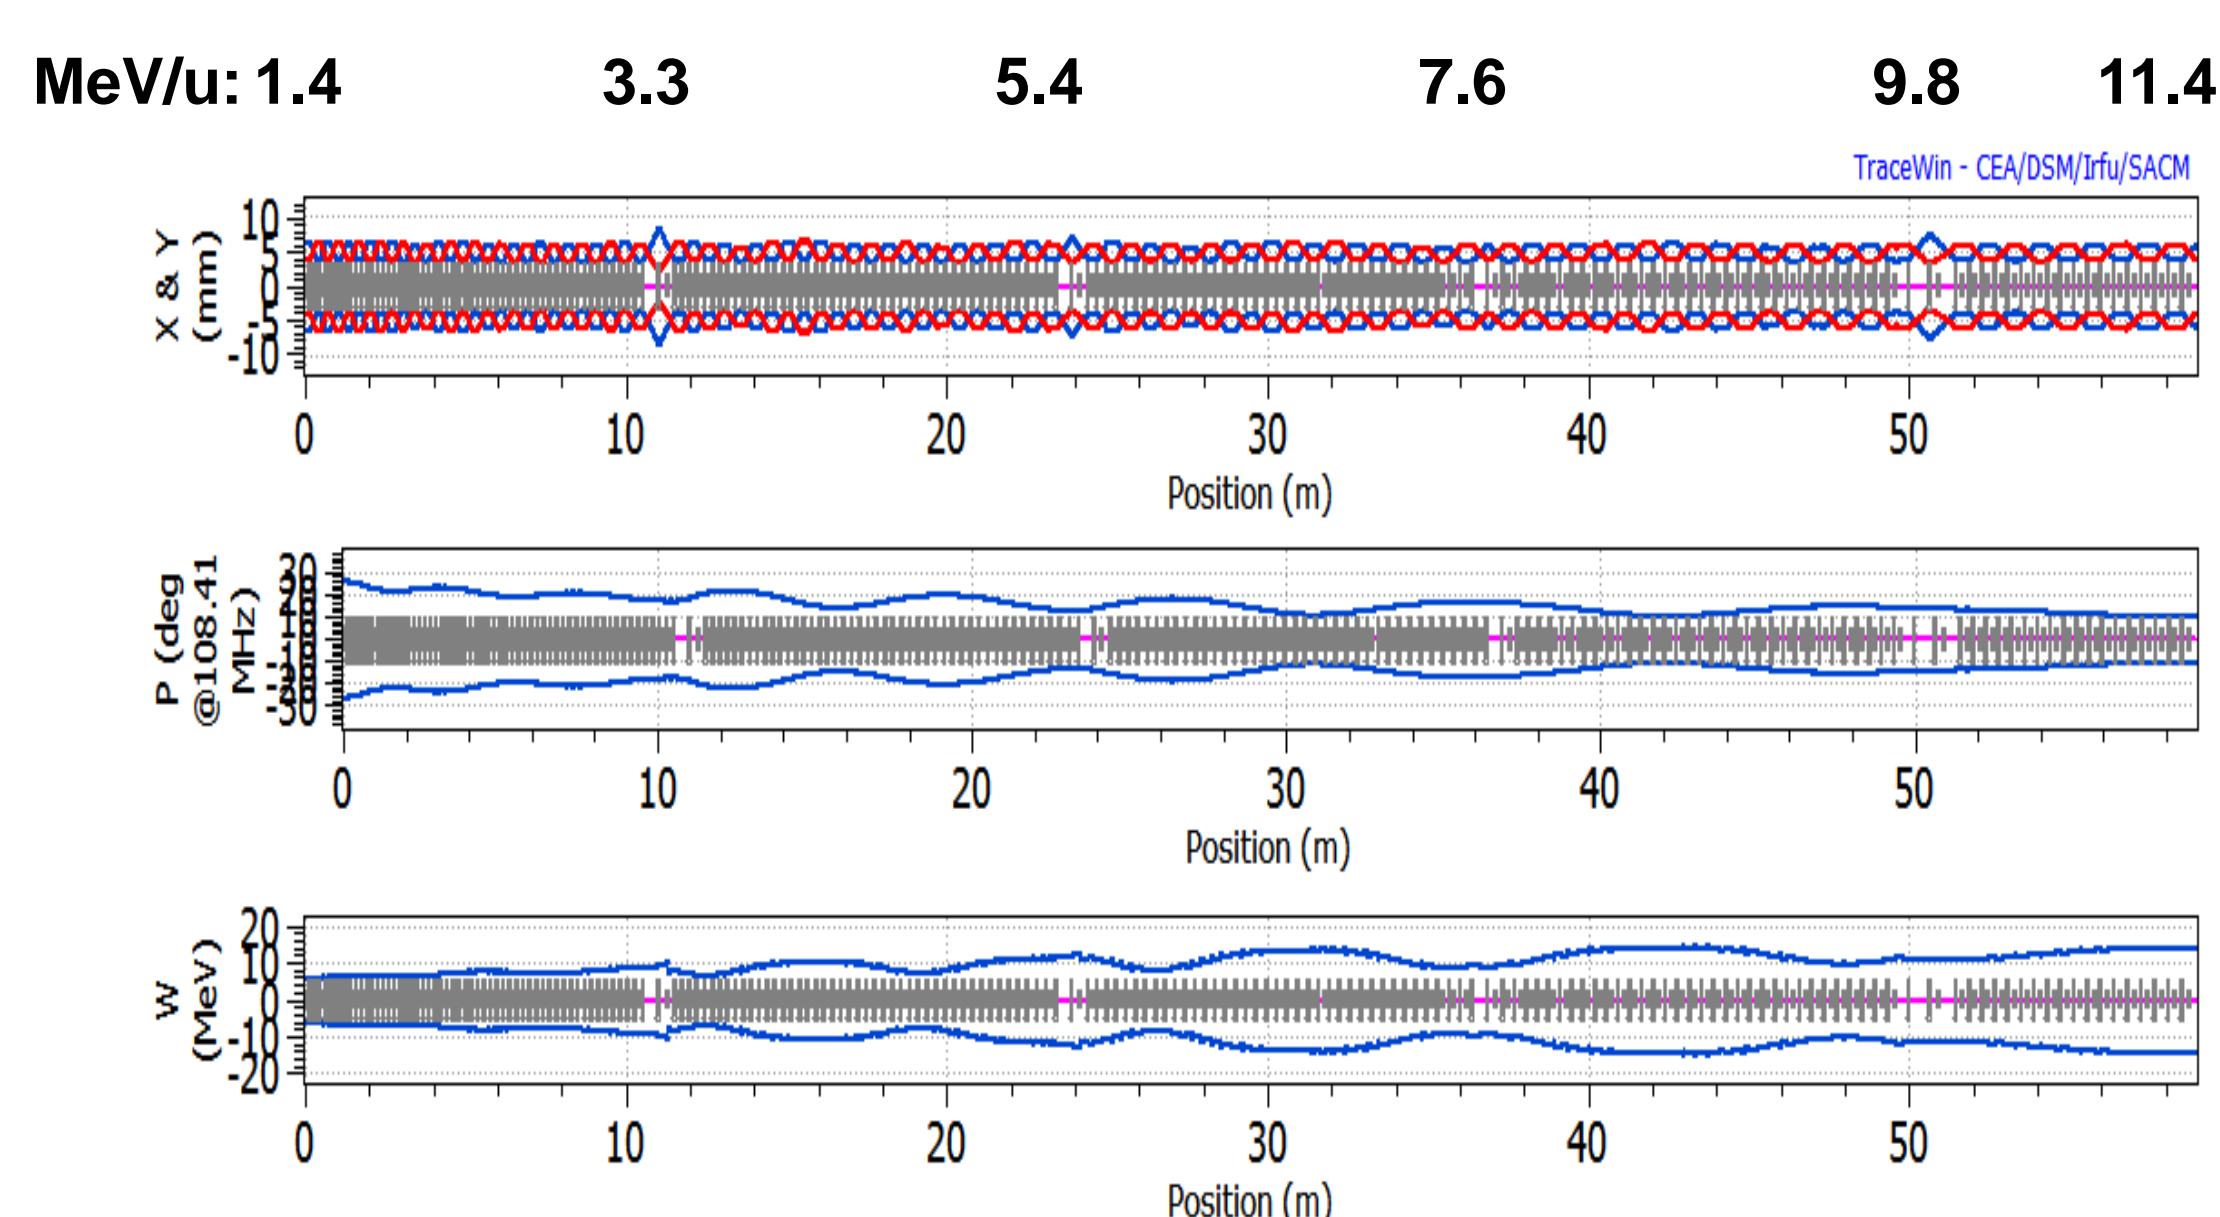 MeV/u: 1.4 3.3 5.4 7.6 9.8 11.4
TraceWin - CEA/DSM/Irfu/SACM
X & Y
(mm)
10
5
0
-5
-10
0 10 20 30 40 50
Position (m)
P (deg
@108.41
MHz)
30
-30
0 10 20 30 40 50
Position (m)
W
(MeV)
20
10
0
-10
-20
0 10 20 30 40 50
Position (m)